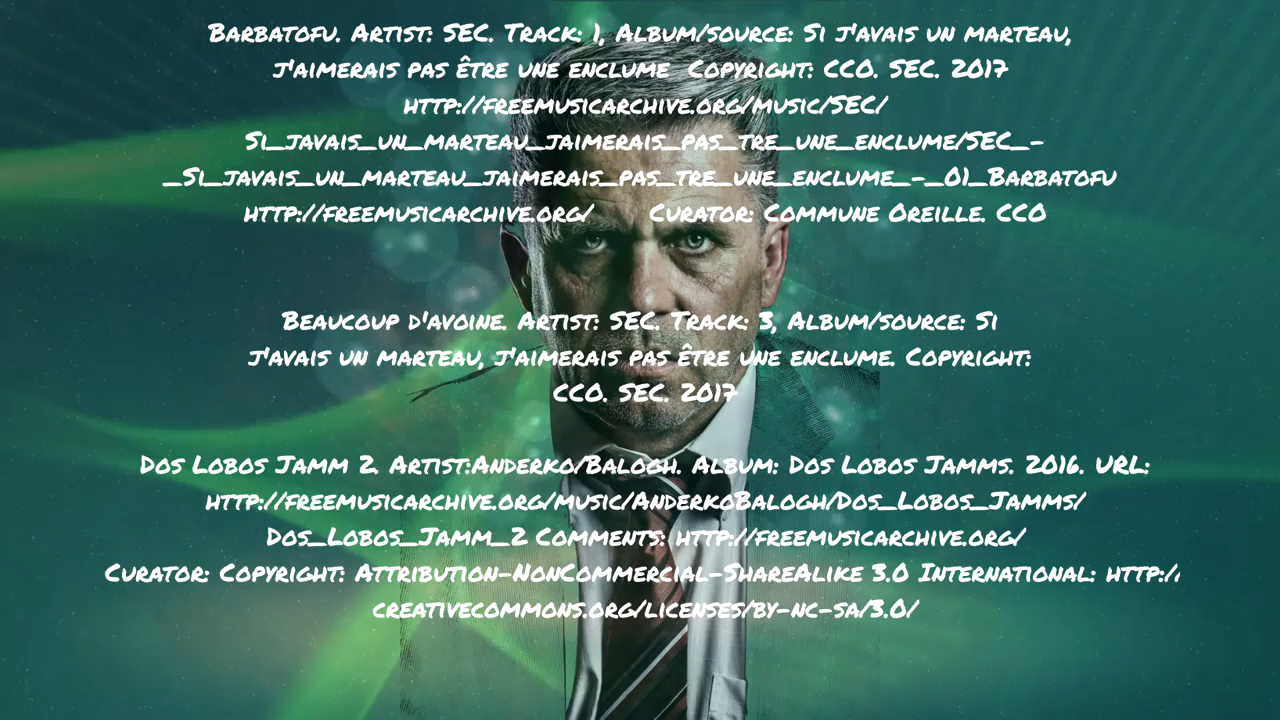 Barbatofu. Artist: SEC. Track: 1, Album/source: Si j'avais un marteau,
j'aimerais pas être une enclume Copyright: CC0. SEC. 2017
http://freemusicarchive.org/music/SEC/
Si_javais_un_marteau_jaimerais_pas_tre_une_enclume/SEC_-
_Si_javais_un_marteau_jaimerais_pas_tre_une_enclume_-_01_Barbatofu
http://freemusicarchive.org/ Curator: Commune Oreille. CC0
Beaucoup d'avoine. Artist: SEC. Track: 3, Album/source: Si
j'avais un marteau, j'aimerais pas être une enclume. Copyright:
CC0. SEC. 2017
Dos Lobos Jamm 2. Artist:Anderko/Balogh. Album: Dos Lobos Jamms. 2016. URL:
http://freemusicarchive.org/music/AnderkoBalogh/Dos_Lobos_Jamms/
Dos_Lobos_Jamm_2 Comments: http://freemusicarchive.org/
Curator: Copyright: Attribution-NonCommercial-ShareAlike 3.0 International: http:/
creativecommons.org/licenses/by-nc-sa/3.0/